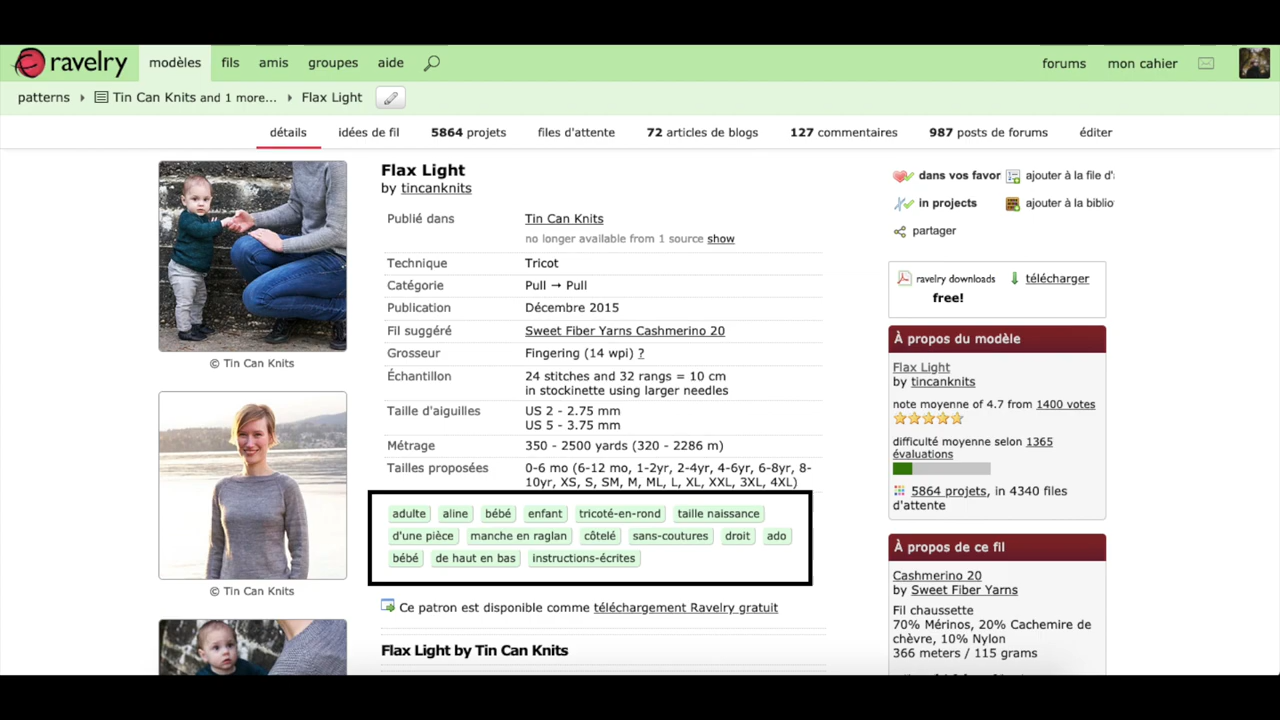 ravelry
modèles fils amis groupes aide
forums mon cahier
patterns Tin Can Knits and 1 more... Flax Light
détails idées de fil 5864 projets files d'attente 72 articles de blogs 127 commentaires 987 posts de forums éditer
Flax Light
by tincanknits
Publié dans Tin Can Knits
no longer available from 1 source show
Technique Tricot
Catégorie Pull → Pull
Publication Décembre 2015
Fil suggéré Sweet Fiber Yarns Cashmerino 20
Grosseur Fingering (14 wpi) ?
Échantillon 24 stitches and 32 rangs = 10 cm
in stockinette using larger needles
Taille d'aiguilles US 2 - 2.75 mm
US 5 - 3.75 mm
Métrage 350 - 2500 yards (320 - 2286 m)
Tailles proposées 0-6 mo (6-12 mo, 1-2yr, 2-4yr, 4-6yr, 6-8yr, 8-
10yr, XS, S, SM, M, ML, L, XL, XXL, 3XL, 4XL)
adulte aline bébé enfant tricoté-en-rond taille naissance
d'une pièce manche en raglan côtelé sans-coutures droit ado
bébé de haut en bas instructions-écrites
Ce patron est disponible comme téléchargement Ravelry gratuit
Flax Light by Tin Can Knits
© Tin Can Knits
© Tin Can Knits
dans vos favor ajouter à la file d'a
in projects ajouter à la biblio
partager
ravelry downloads télécharger
free!
À propos du modèle
Flax Light
by tincanknits
note moyenne of 4.7 from 1400 votes
difficulté moyenne selon 1365
évaluations
5864 projets, in 4340 files
d'attente
À propos de ce fil
Cashmerino 20
by Sweet Fiber Yarns
Fil chaussette
70% Mérinos, 20% Cachemire de
chèvre, 10% Nylon
366 meters / 115 grams